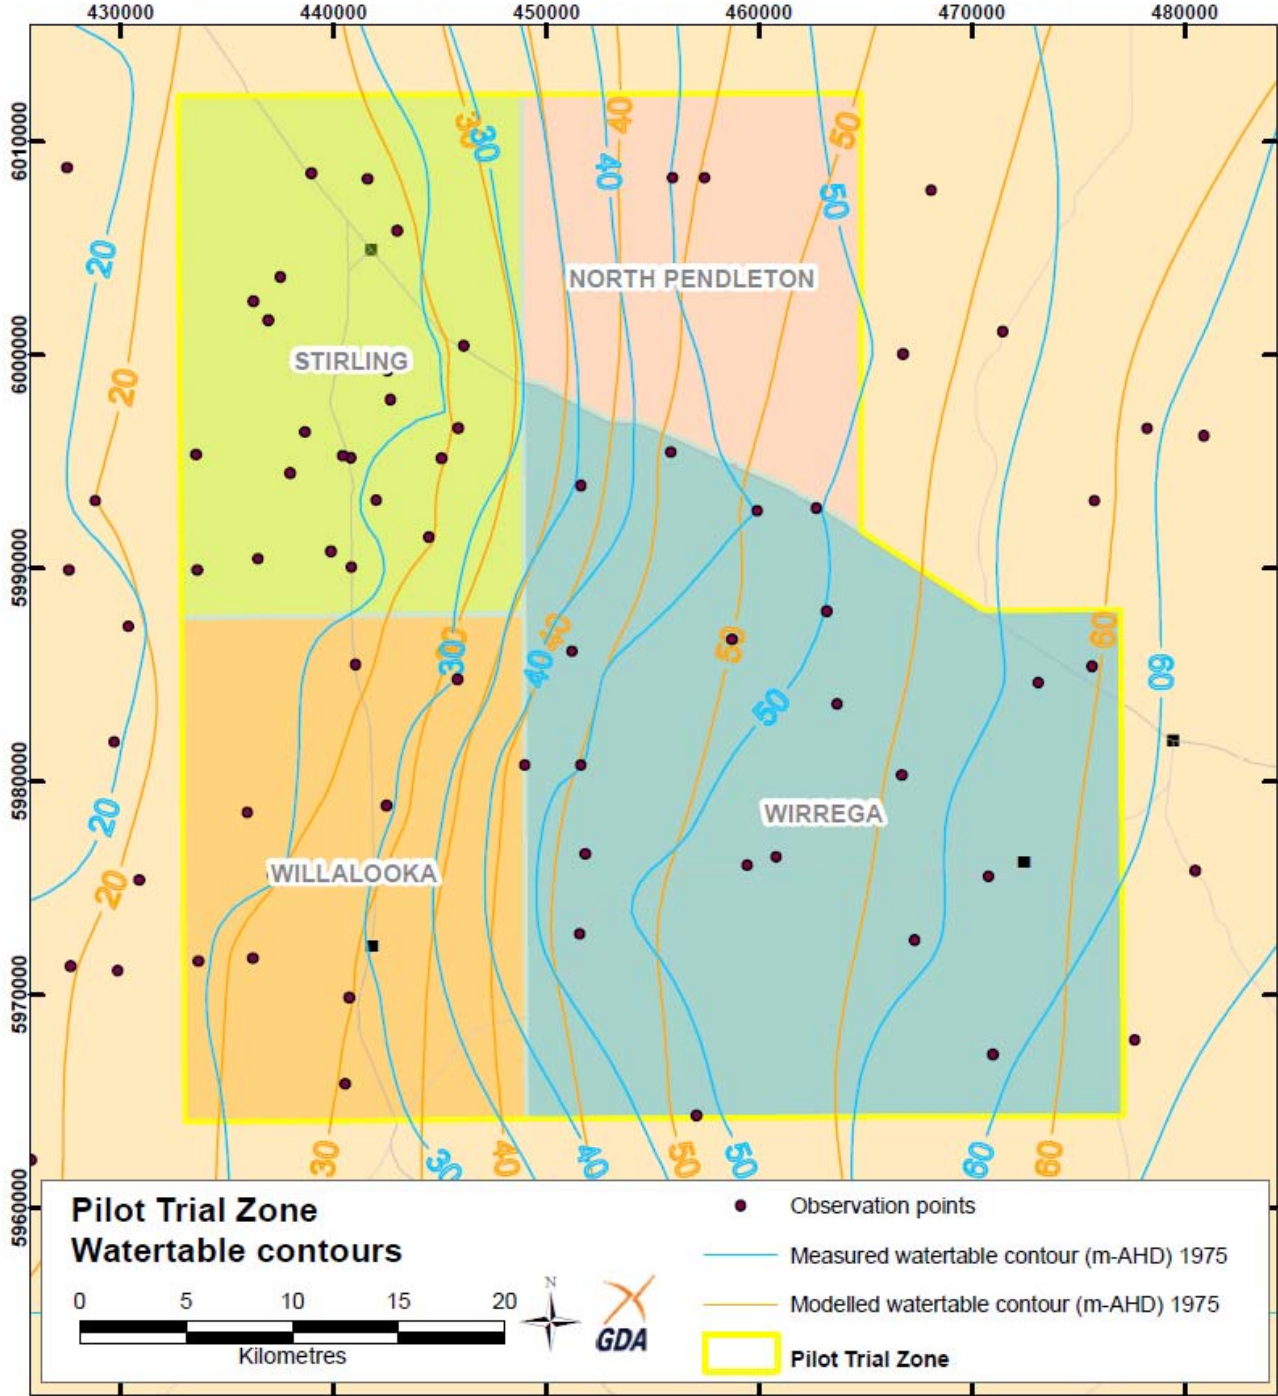 430000 440000 450000 460000 470000 480000
6010000
6000000
5990000
5980000
5970000
5960000
30
30
40
40
50
50
20
20
NORTH PENDLETON
STIRLING
30
30
40
40
50
50
60
60
20
20
WIRREGA
WILLALOOKA
30
30
40
40
50
50
60
60
Pilot Trial Zone
Watertable contours
0 5 10 15 20
Kilometres
N
GDA
Observation points
Measured watertable contour (m-AHD) 1975
Modelled watertable contour (m-AHD) 1975
Pilot Trial Zone